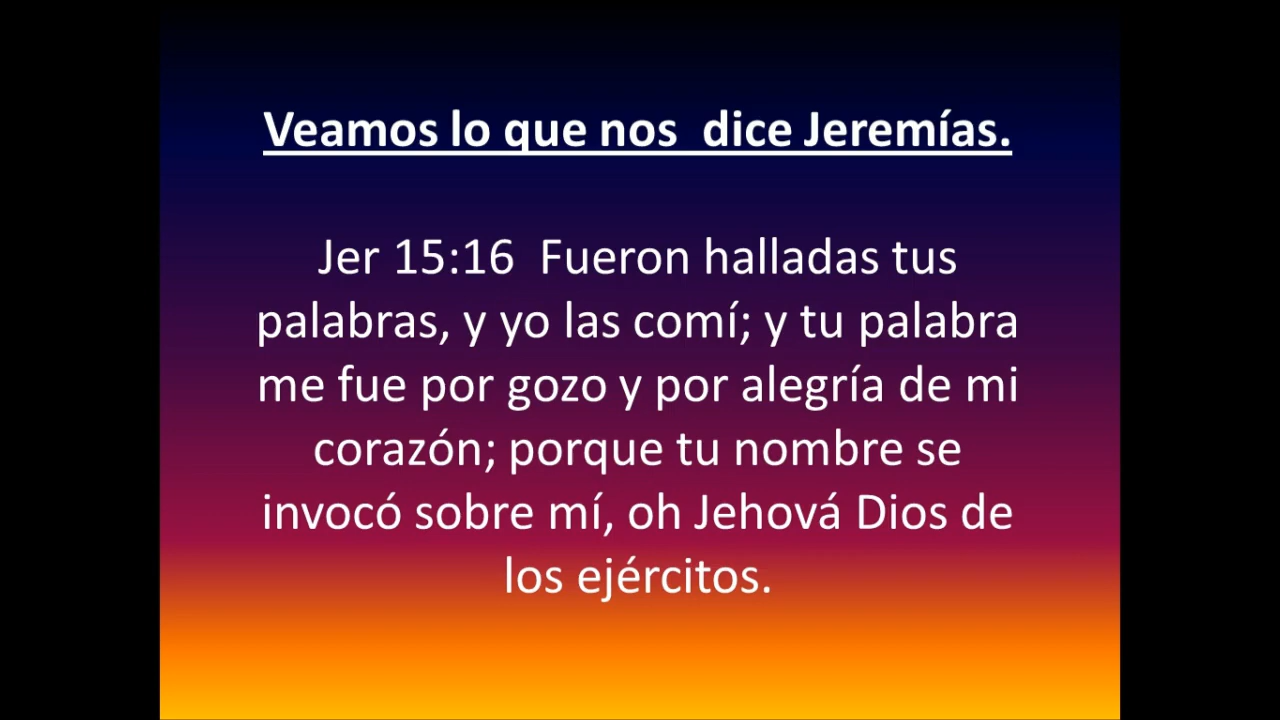 Veamos lo que nos  dice Jeremías.
Jer 15:16  Fueron halladas tus
palabras, y yo las comí; y tu palabra
me fue por gozo y por alegría de mi
corazón; porque tu nombre se
invocó sobre mí, oh Jehová Dios de
los ejércitos.